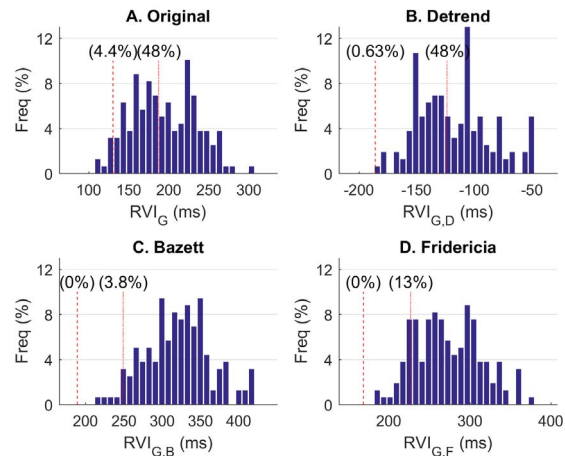 A. Original
(4.4%)(48%)
Freq (%)
12
8
4
0
100 150 200 250 300
RVI_G (ms)
B. Detrend
(0.63%) (48%)
Freq (%)
12
8
4
0
-200 -150 -100 -50
RVI_G,D (ms)
C. Bazett
(0%) (3.8%)
Freq (%)
12
8
4
0
200 250 300 350 400
RVI_G,B (ms)
D. Fridericia
(0%) (13%)
Freq (%)
12
8
4
0
200 300 400
RVI_G,F (ms)